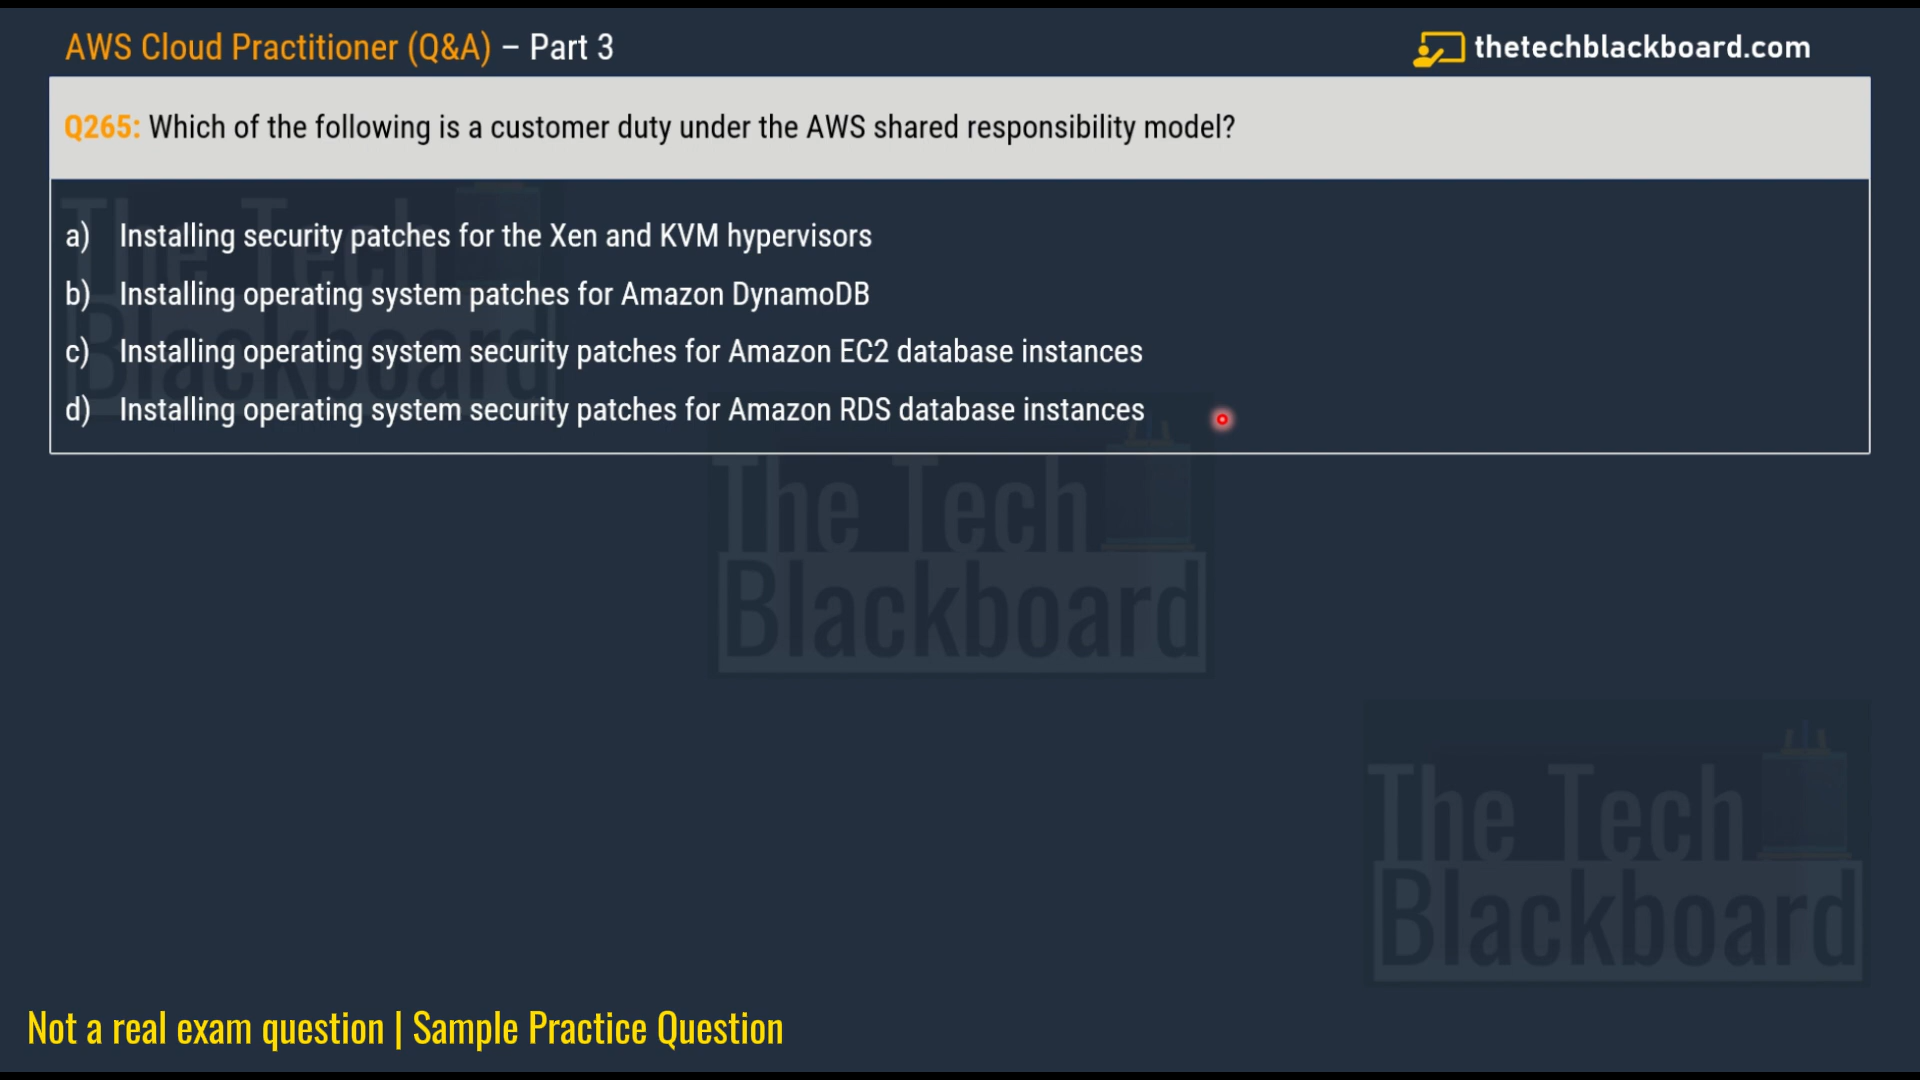 AWS Cloud Practitioner (Q&A) – Part 3
thetechblackboard.com
Q265: Which of the following is a customer duty under the AWS shared responsibility model?
a) Installing security patches for the Xen and KVM hypervisors
b) Installing operating system patches for Amazon DynamoDB
c) Installing operating system security patches for Amazon EC2 database instances
d) Installing operating system security patches for Amazon RDS database instances
The Tech
Blackboard
The Tech
Blackboard
The Tech
Blackboard
Not a real exam question | Sample Practice Question